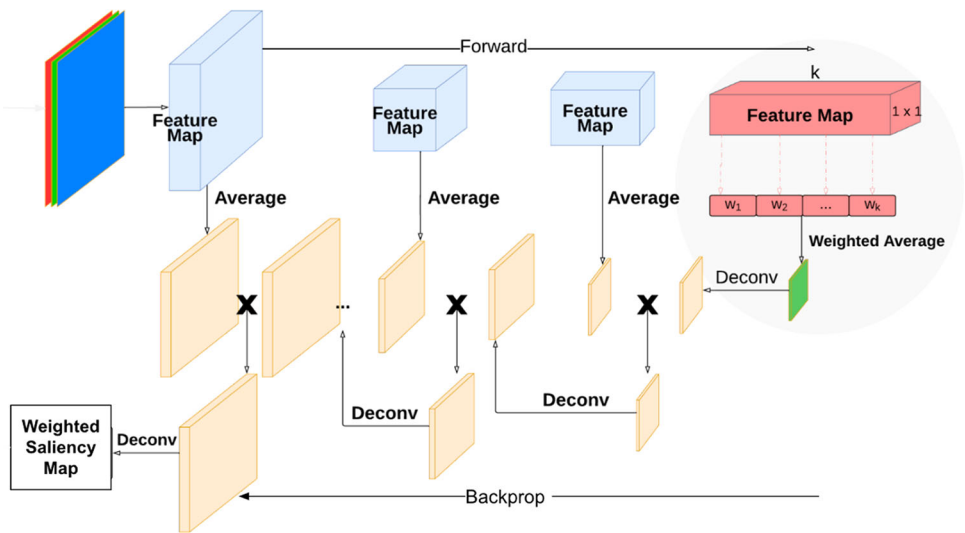 Forward
k
Feature
Map
Feature
Map
Feature
Map
Feature Map
1 x 1
Average
Average
Average
w1
w2
...
wk
Weighted Average
Deconv
X
...
X
X
Deconv
Deconv
Weighted
Saliency
Map
Deconv
Backprop